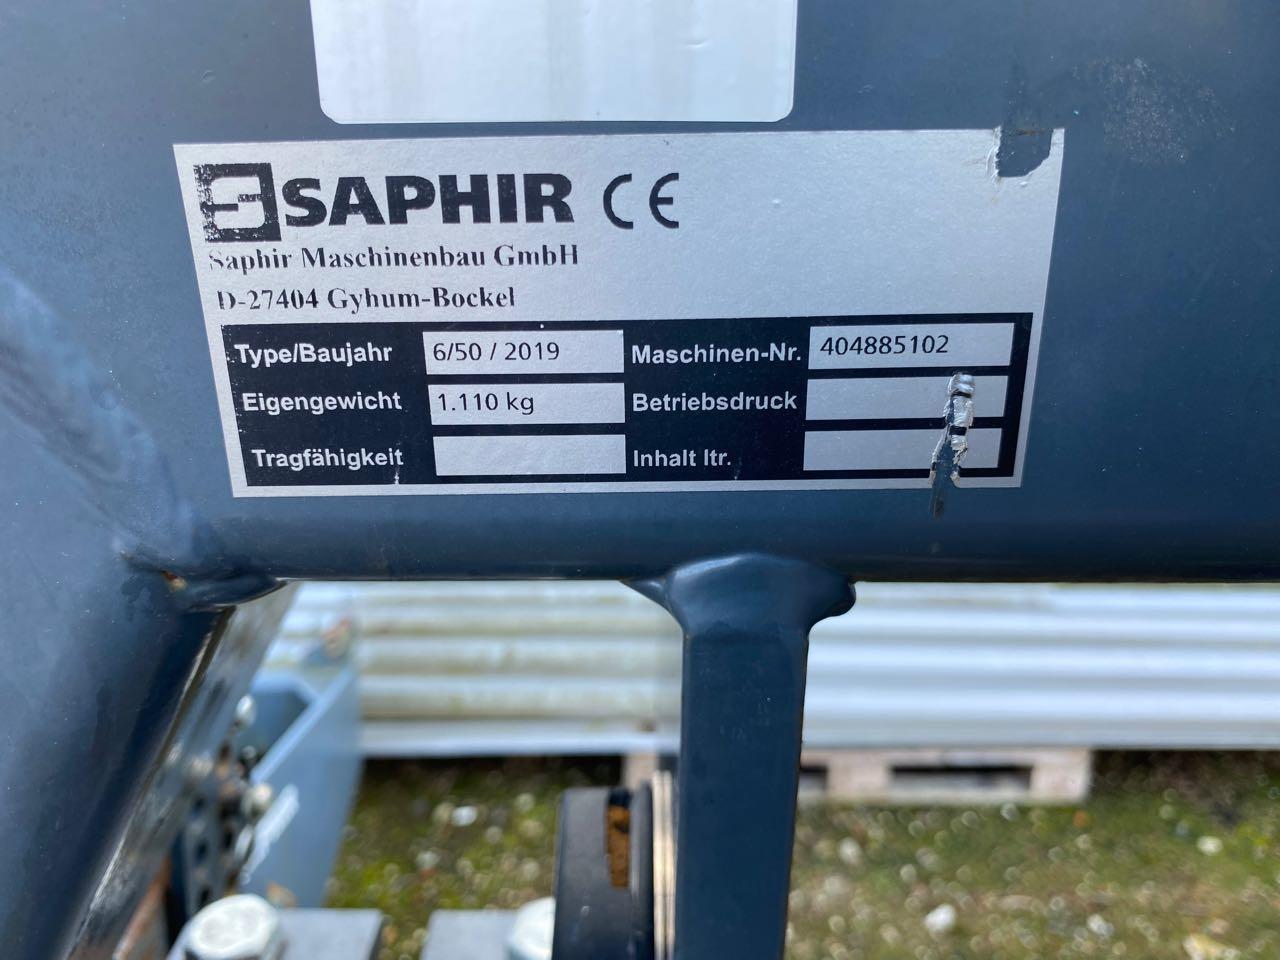 SAPHIR CE
Saphir Maschinenbau GmbH
D-27404 Gyhum-Bockel
Type/Baujahr 6/50 / 2019 Maschinen-Nr. 404885102
Eigengewicht 1.110 kg Betriebsdruck
Tragfähigkeit Inhalt ltr.